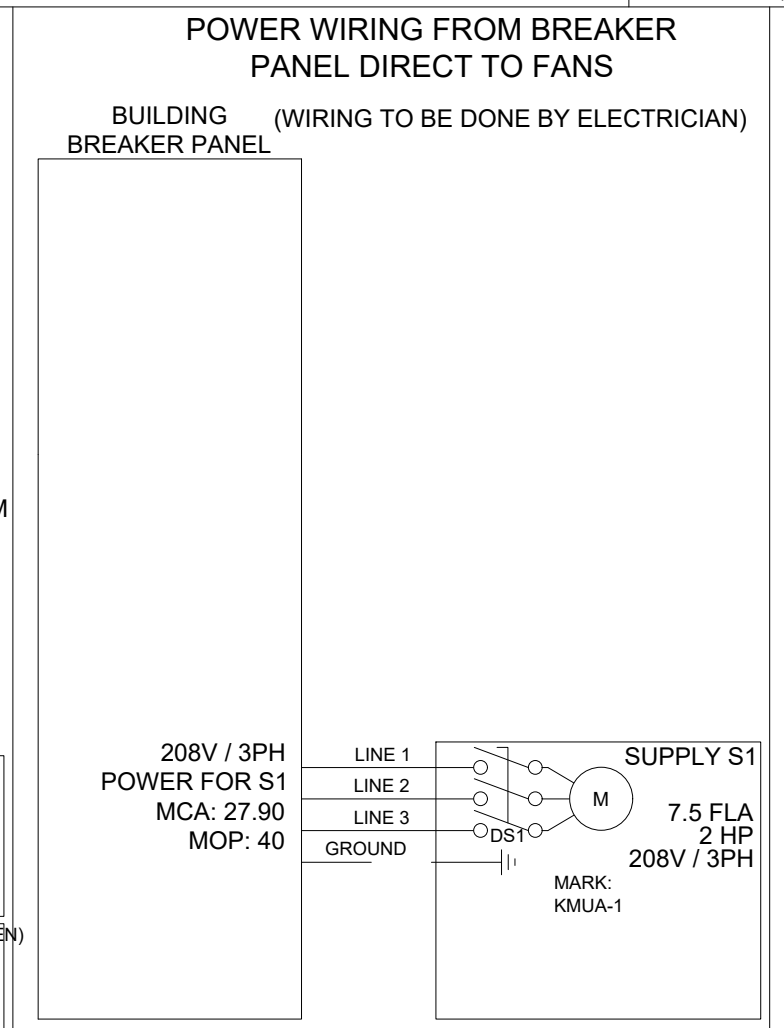 POWER WIRING FROM BREAKER
PANEL DIRECT TO FANS
BUILDING
BREAKER PANEL
(WIRING TO BE DONE BY ELECTRICIAN)
M
208V / 3PH
POWER FOR S1
MCA: 27.90
MOP: 40
LINE 1
LINE 2
LINE 3
GROUND
DS1
M
SUPPLY S1
7.5 FLA
2 HP
208V / 3PH
MARK:
KMUA-1